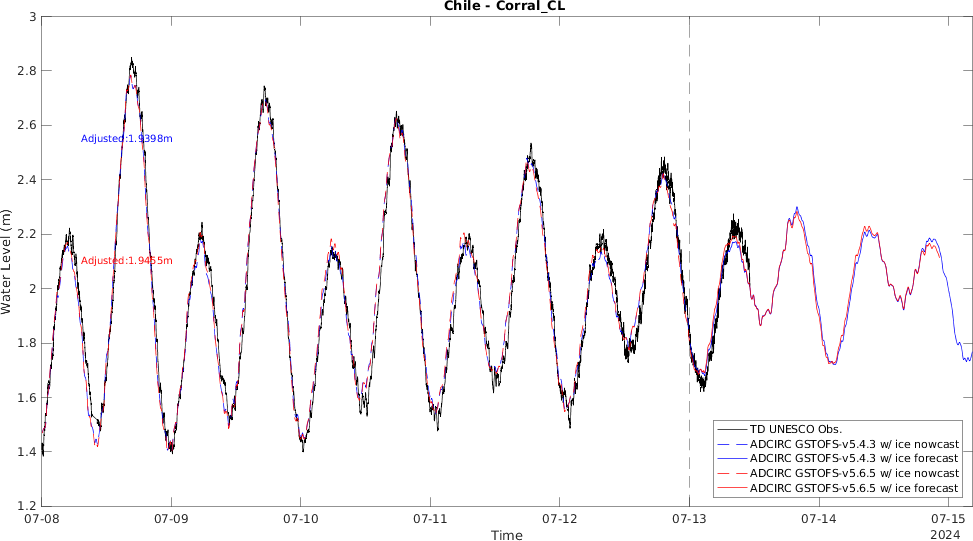 Chile - Corral_CL
3
2.8
2.6
2.4
2.2
2
1.8
1.6
1.4
1.2
Water Level (m)
Adjusted:1.9398m
Adjusted:1.9455m
TD UNESCO Obs.
ADCIRC GSTOFS-v5.4.3 w/ ice nowcast
ADCIRC GSTOFS-v5.4.3 w/ ice forecast
ADCIRC GSTOFS-v5.6.5 w/ ice nowcast
ADCIRC GSTOFS-v5.6.5 w/ ice forecast
07-08 07-09 07-10 07-11 07-12 07-13 07-14 07-15
Time
2024